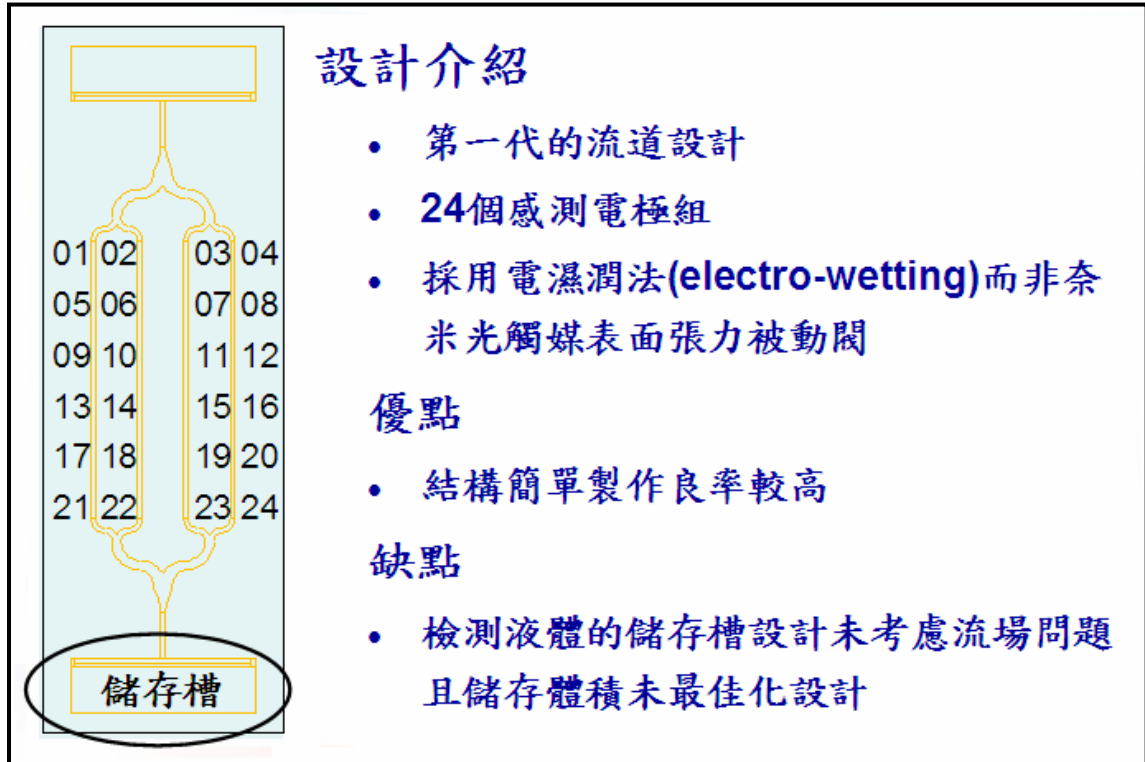 設計介紹
• 第一代的流道設計
• 24個感測電極組
• 採用電濕潤法(electro-wetting)而非奈
米光觸媒表面張力被動閥
優點
• 結構簡單製作良率較高
缺點
• 檢測液體的儲存槽設計未考慮流場問題
且儲存體積未最佳化設計
01 02 03 04
05 06 07 08
09 10 11 12
13 14 15 16
17 18 19 20
21 22 23 24
儲存槽